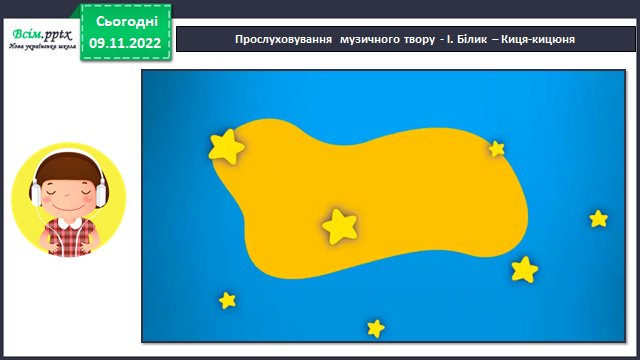 Всім.pptx
Нова українська школа
Сьогодні
09.11.2022
Прослуховування музичного твору - І. Білик – Киця-кицюня